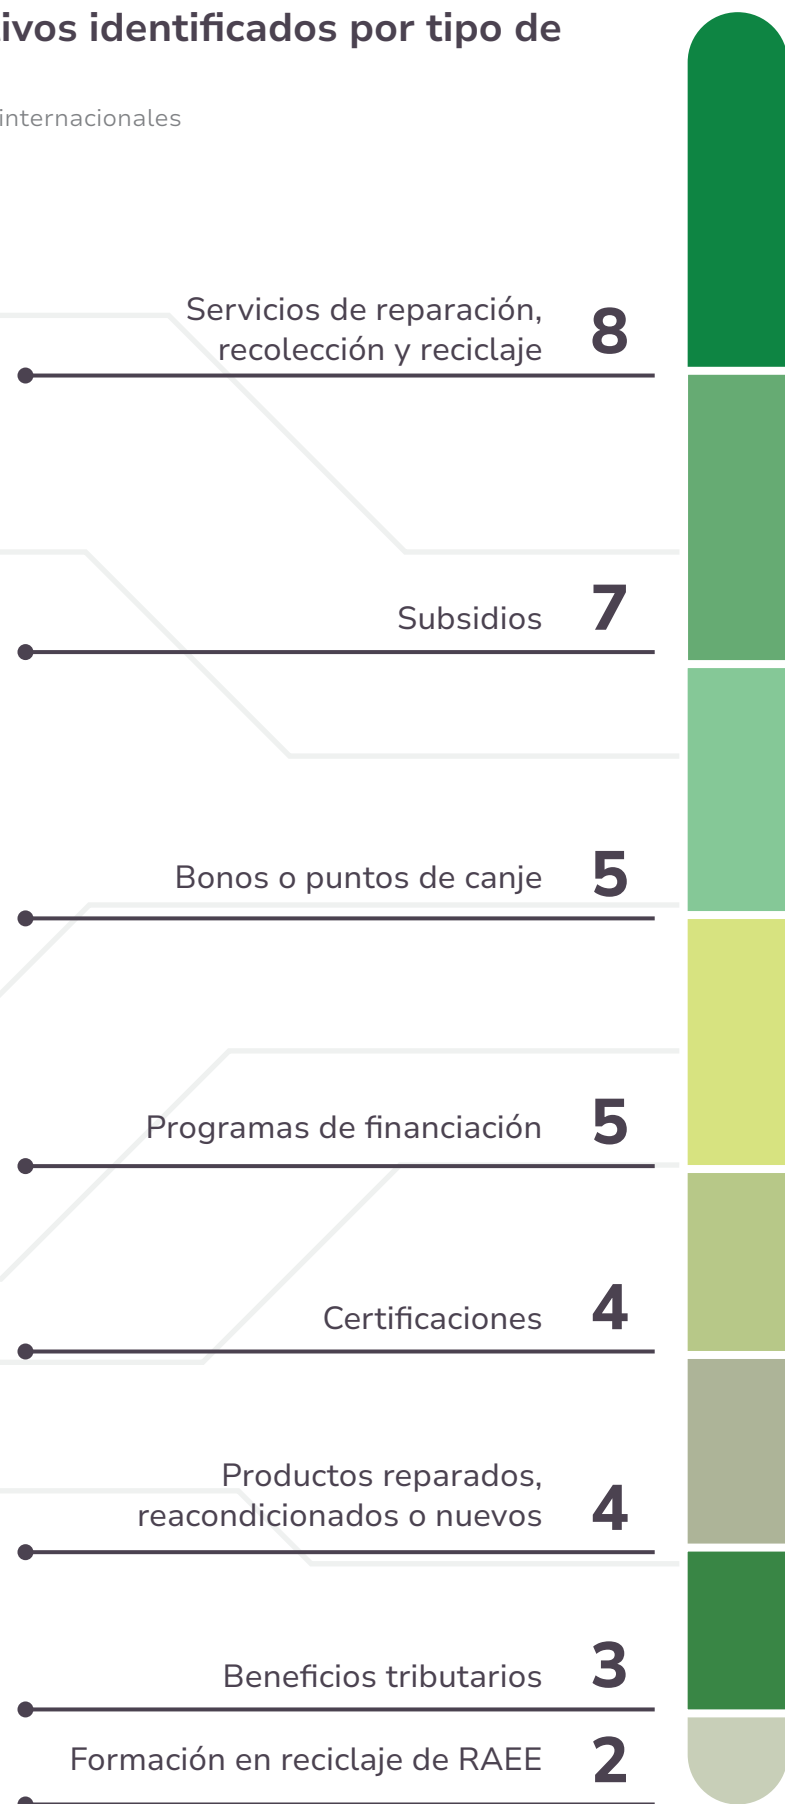 identificados por tipo de
internacionales
Servicios de reparación,
recolección y reciclaje
8
Subsidios
7
Bonos o puntos de canje
5
Programas de financiación
5
Certificaciones
4
Productos reparados,
reacondicionados o nuevos
4
Beneficios tributarios
3
Formación en reciclaje de RAEE
2